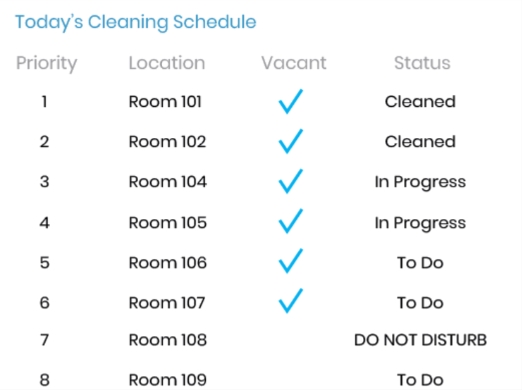 Today's Cleaning Schedule
Priority Location Vacant Status
1 Room 101 Cleaned
2 Room 102 Cleaned
3 Room 104 In Progress
4 Room 105 In Progress
5 Room 106 To Do
6 Room 107 To Do
7 Room 108 DO NOT DISTURB
8 Room 109 To Do